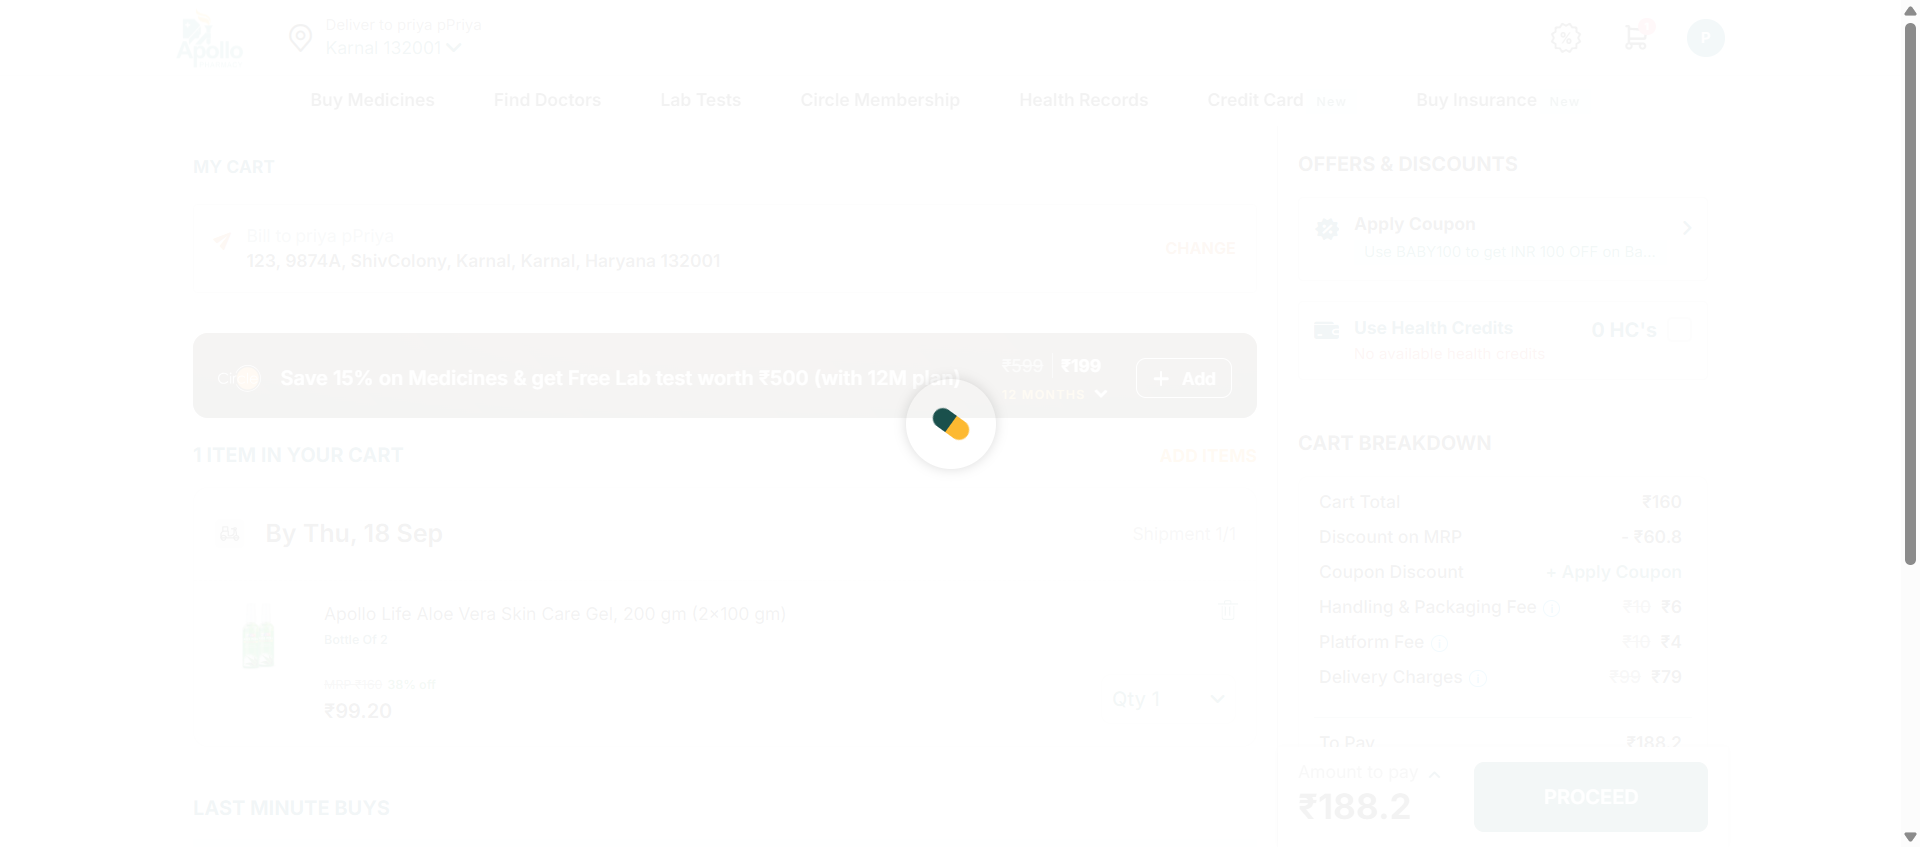 Apollo
Deliver to priya pPriya
Karnal 132001
P
Buy Medicines
Find Doctors
Lab Tests
Circle Membership
Health Records
Credit Card New
Buy Insurance New
MY CART
Bill to priya pPriya
123, 9874A, ShivColony, Karnal, Karnal, Haryana 132001
CHANGE
Save 15% on Medicines & get Free Lab test worth ₹500 (with 12M plan)
₹599 ₹199
12 MONTHS
+ Add
1 ITEM IN YOUR CART
ADD ITEMS
By Thu, 18 Sep
Shipment 1/1
Apollo Life Aloe Vera Skin Care Gel, 200 gm (2x100 gm)
Bottle Of 2
38% off
₹99.20
Qty 1
LAST MINUTE BUYS
OFFERS & DISCOUNTS
Apply Coupon
Use BABY100 to get INR 100 OFF on Ba...
Use Health Credits
0 HC's
No available health credits
CART BREAKDOWN
Cart Total ₹160
Discount on MRP - ₹60.8
Coupon Discount + Apply Coupon
Handling & Packaging Fee ₹10 ₹6
Platform Fee ₹10 ₹4
Delivery Charges ₹99 ₹79
To Pay ₹188.2
Amount to pay
₹188.2
PROCEED